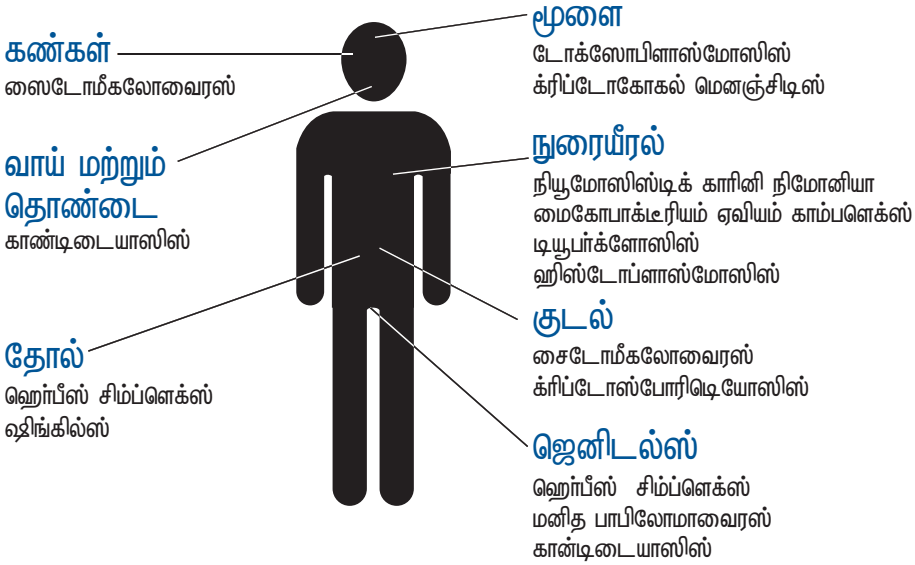 கண்கள்
ஸைடோமீகலோவைரஸ்
வாய் மற்றும்
தொண்டை
காண்டிடையாஸிஸ்
தோல்
ஹெர்பீஸ் சிம்ப்ளெக்ஸ்
ஷிங்கில்ஸ்
மூளை
டோக்ஸோபிளாஸ்மோஸிஸ்
க்ரிப்டோகோகல் மெனஞ்சிடிஸ்
நுரையீரல்
நியூமோஸிஸ்டிக் காரினி நிமோனியா
மைகோபாக்டீரியம் ஏவியம் காம்பளெக்ஸ்
டியூபர்க்ளோஸிஸ்
ஹிஸ்டோப்ளாஸ்மோஸிஸ்
குடல்
சைடோமீகலோவைரஸ்
க்ரிப்டோஸ்போரிடியோஸிஸ்
ஜெனிடல்ஸ்
ஹெர்பீஸ் சிம்ப்ளெக்ஸ்
மனித பாபிலோமாவைரஸ்
கான்டிடையாஸிஸ்